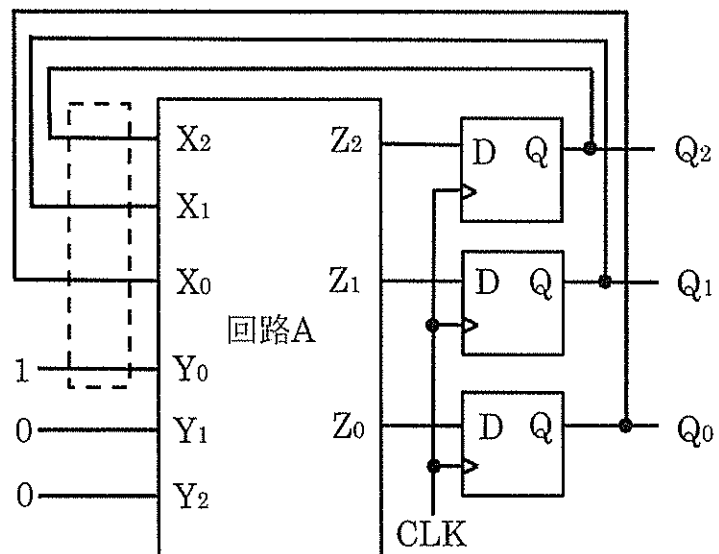 X2 Z2 D Q Q2
X1
X0 Z1 D Q Q1
回路A
1 Y0
0 Y1 Z0 D Q Q0
0 Y2
CLK